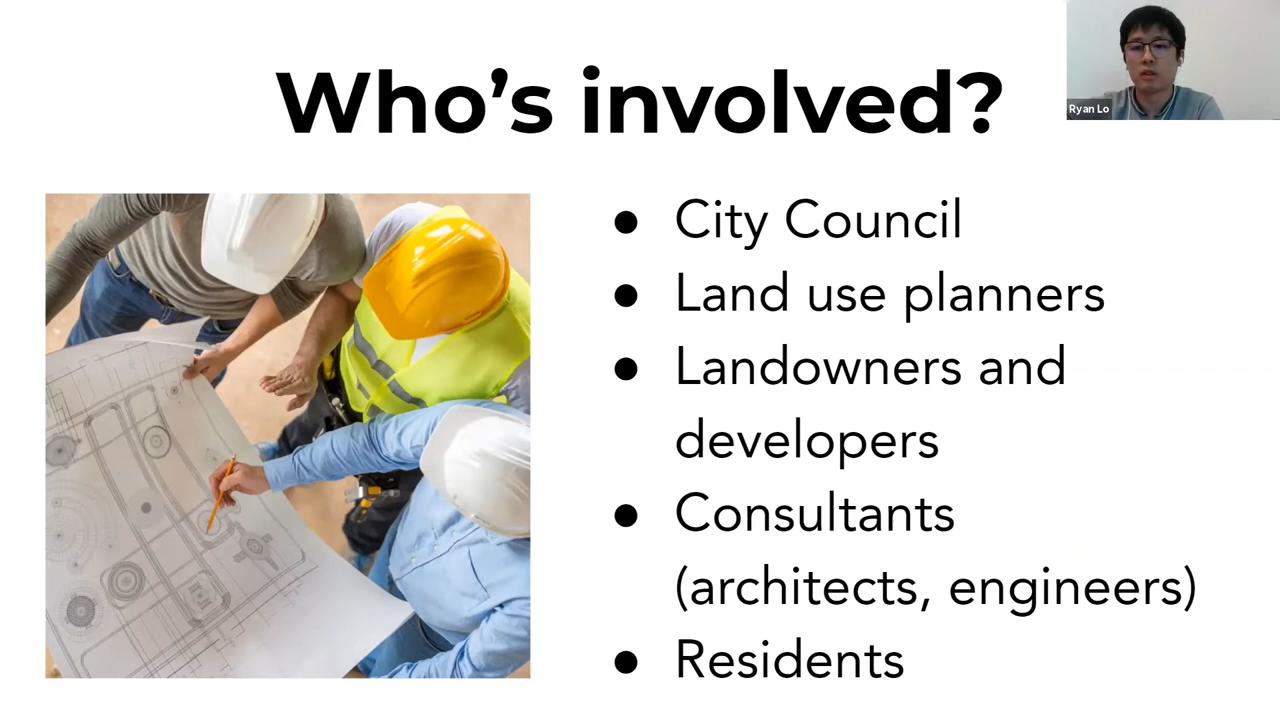 Who’s involved?
Ryan Lo
● City Council
● Land use planners
● Landowners and
developers
● Consultants
(architects, engineers)
● Residents